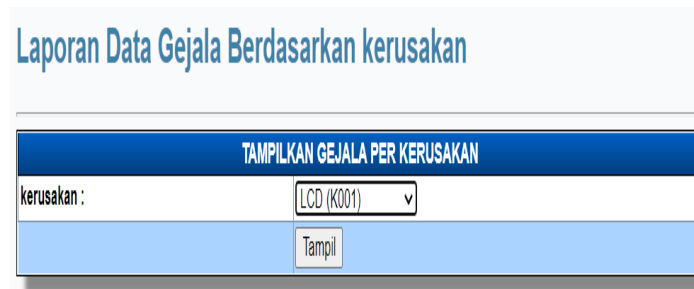 Laporan Data Gejala Berdasarkan kerusakan
TAMPILKAN GEJALA PER KERUSAKAN
kerusakan :
LCD (K001)
Tampil